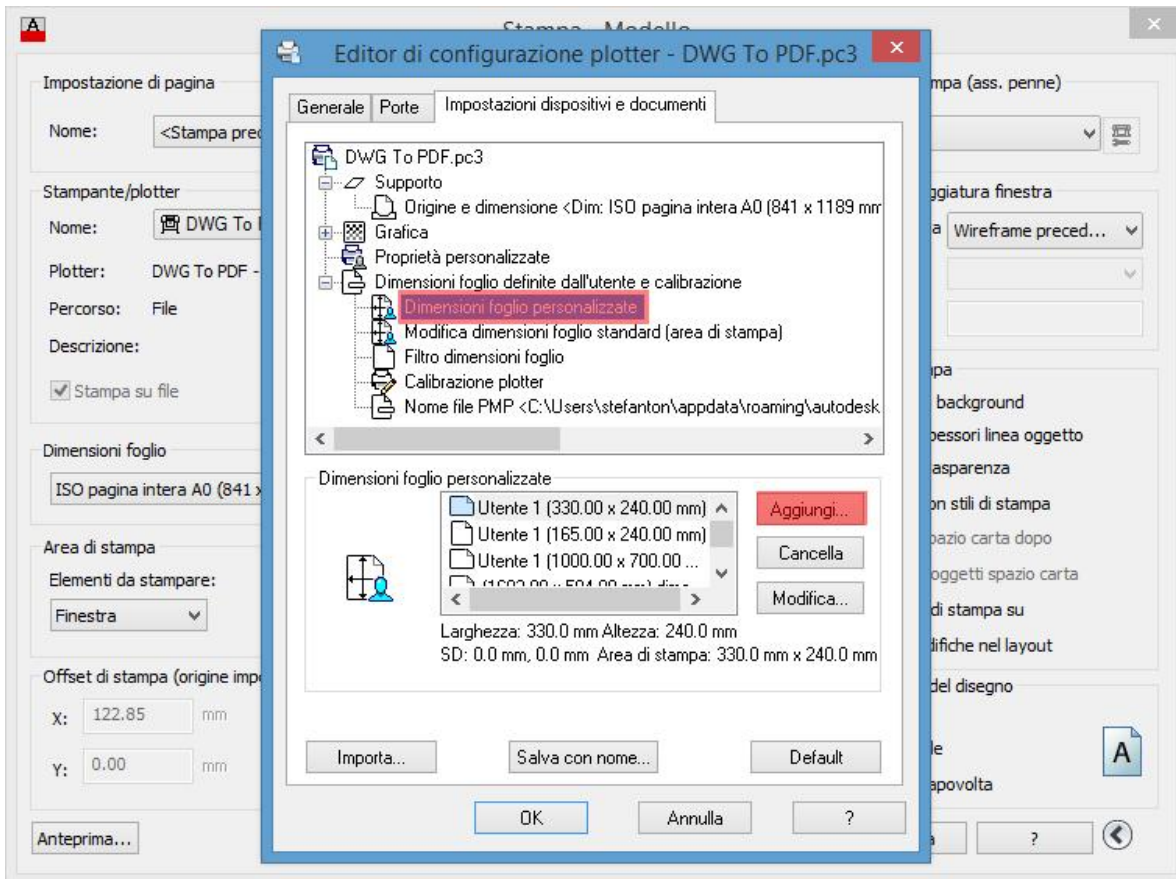 Stampa - Modello
Editor di configurazione plotter - DWG To PDF.pc3
Generale
Porte
Impostazioni dispositivi e documenti
DWG To PDF.pc3
Supporto
Origine e dimensione <Dim: ISO pagina intera A0 (841 x 1189 mm
Grafica
Proprietà personalizzate
Dimensioni foglio definite dall'utente e calibrazione
Dimensioni foglio personalizzate
Modifica dimensioni foglio standard (area di stampa)
Filtro dimensioni foglio
Calibrazione plotter
Nome file PMP <C:\Users\stefanton\appdata\roaming\autodesk
Dimensioni foglio personalizzate
Utente 1 (330.00 x 240.00 mm)
Utente 1 (165.00 x 240.00 mm)
Utente 1 (1000.00 x 700.00 ...
Aggiungi...
Cancella
Modifica...
Larghezza: 330.0 mm Altezza: 240.0 mm
SD: 0.0 mm, 0.0 mm Area di stampa: 330.0 mm x 240.0 mm
Importa...
Salva con nome...
Default
OK
Annulla
?
Impostazione di pagina
Nome:
<Stampa prec
Stampante/plotter
Nome:
DWG To
Plotter:
DWG To PDF -
Percorso:
File
Descrizione:
Stampa su file
Dimensioni foglio
ISO pagina intera A0 (841 x
Area di stampa
Elementi da stampare:
Finestra
Offset di stampa (origine imp
X: 122.85 mm
Y: 0.00 mm
Anteprima...
mpa (ass. penne)
ggiatura finestra
a
Wireframe preced...
mpa
background
pessori linea oggetto
asparenza
on stili di stampa
pazio carta dopo
oggetti spazio carta
di stampa su
difiche nel layout
del disegno
le
apovolta
A
?